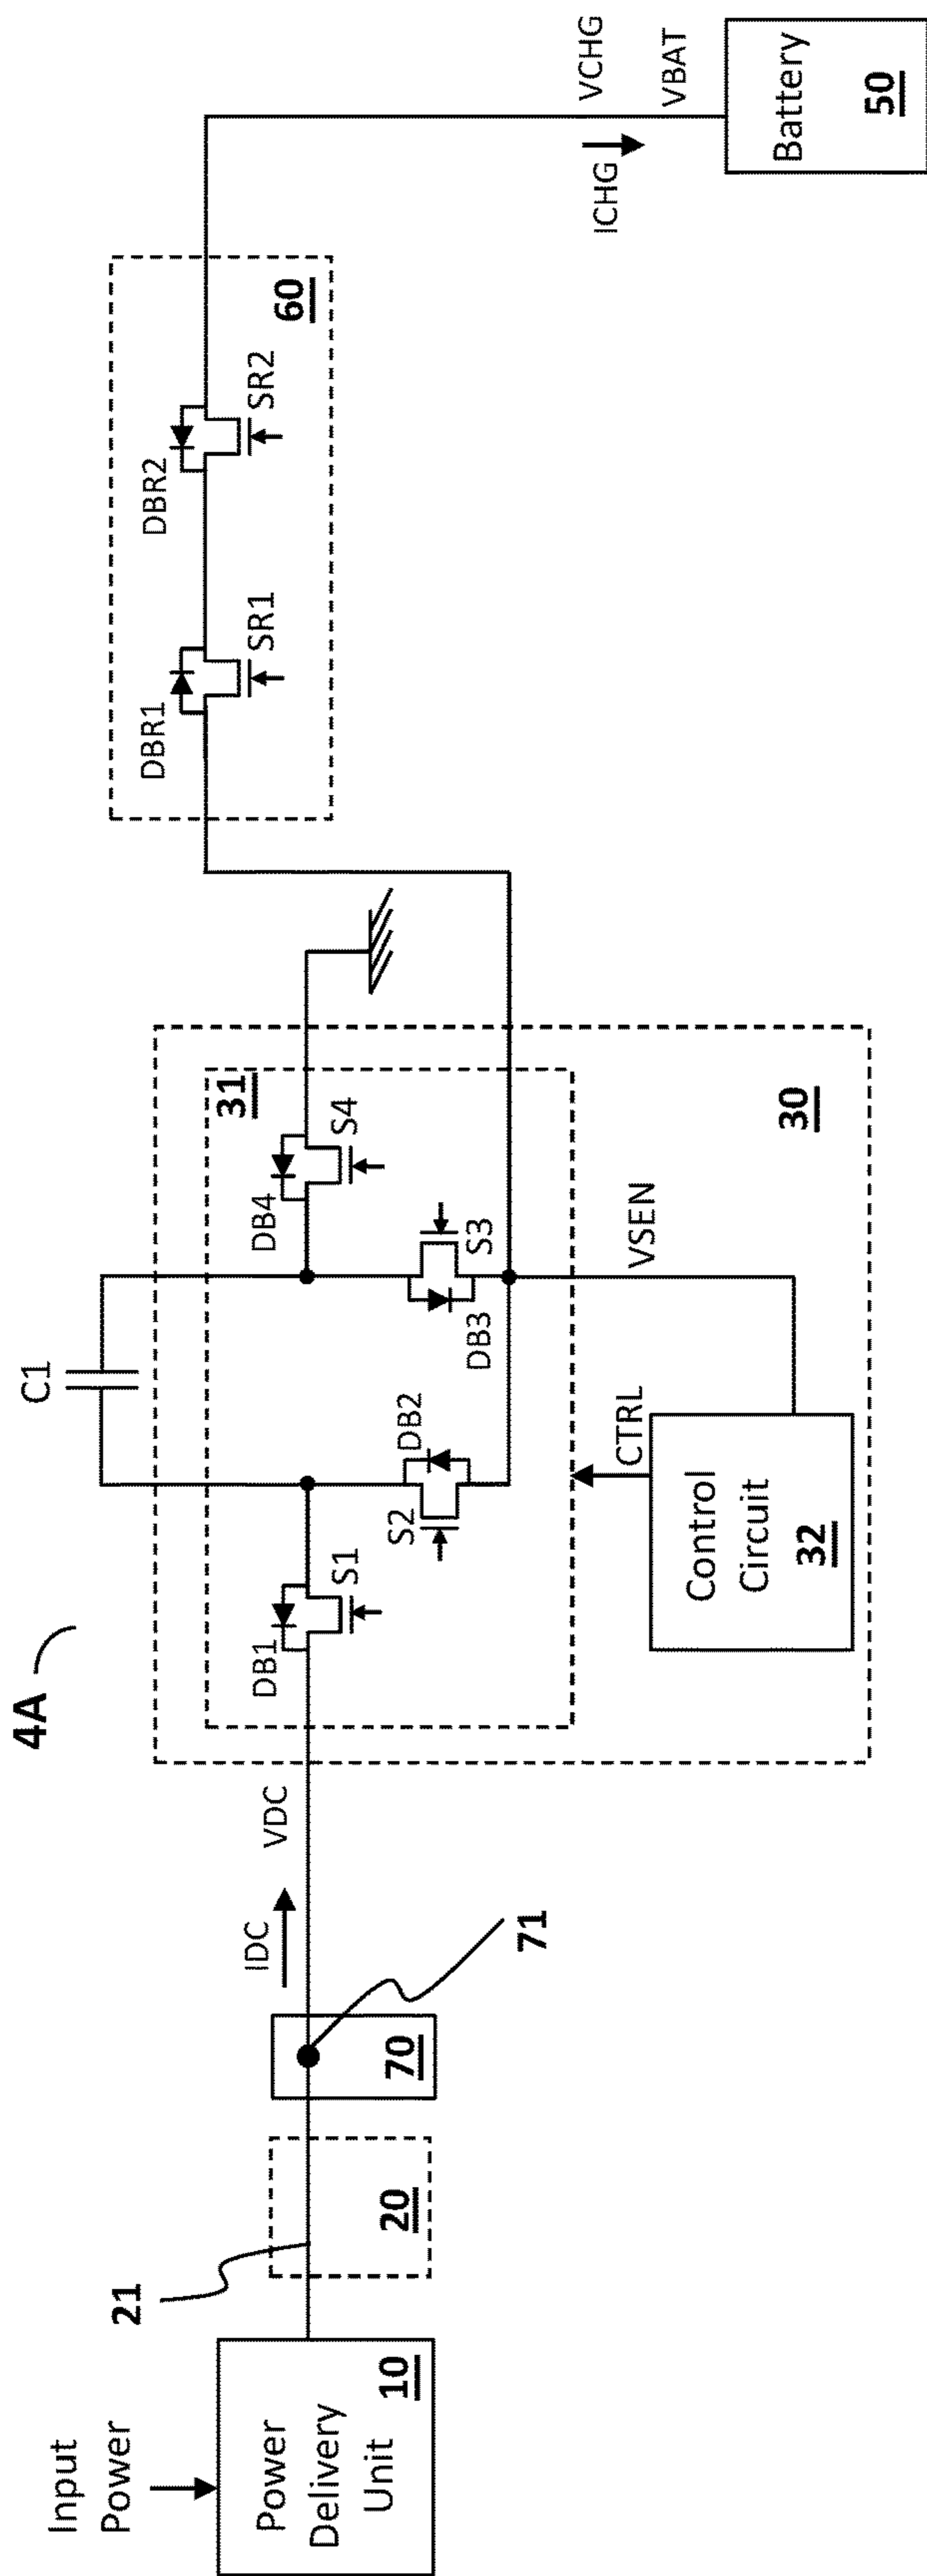 4A
Input
Power
Power
Delivery
Unit
10
21
20
70
71
IDC
VDC
DB1
S1
C1
S2
DB2
DB3
S3
DB4
S4
31
CTRL
VSEN
Control
Circuit
32
30
DBR1
SR1
DBR2
SR2
60
ICHG
VCHG
VBAT
Battery
50